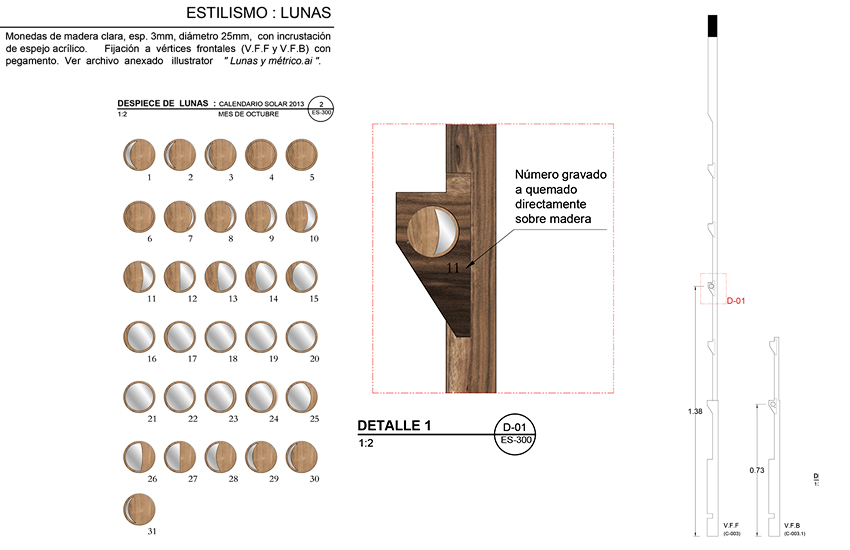 ESTILISMO : LUNAS
Monedas de madera clara, esp. 3mm, diámetro 25mm, con incrustación
de espejo acrílico. Fijación a vértices frontales (V.F.F y V.F.B) con
pegamento. Ver archivo anexado illustrator "Lunas y métrico.ai".
DESPIECE DE LUNAS : CALENDARIO SOLAR 2013
1:2 MES DE OCTUBRE
2
ES-300
1 2 3 4 5
6 7 8 9 10
11 12 13 14 15
16 17 18 19 20
21 22 23 24 25
26 27 28 29 30
31
Número gravado
a quemado
directamente
sobre madera
11
DETALLE 1
1:2
D-01
ES-300
D-01
1.38
0.73
V.F.F
(C-003)
V.F.B
(C-003.1)